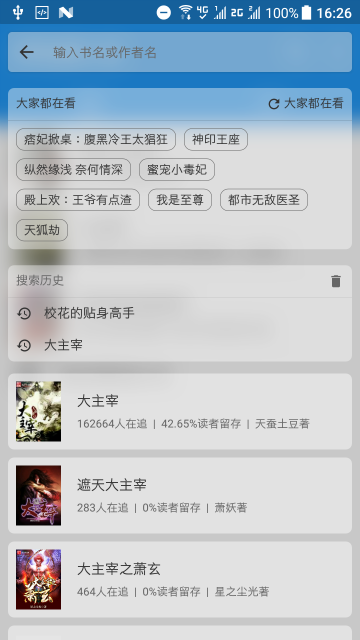 4G 2G 100% 16:26
输入书名或作者名
大家都在看 大家都在看
痞妃掀桌：腹黑冷王太猖狂 神印王座
纵然缘浅 奈何情深 蜜宠小毒妃
殿上欢：王爷有点渣 我是至尊 都市无敌医圣
天狐劫
搜索历史
校花的贴身高手
大主宰
大主宰
162664人在追 | 42.65%读者留存 | 天蚕土豆著
遮天大主宰
283人在追 | 0%读者留存 | 萧妖著
大主宰之萧玄
464人在追 | 0%读者留存 | 星之尘光著